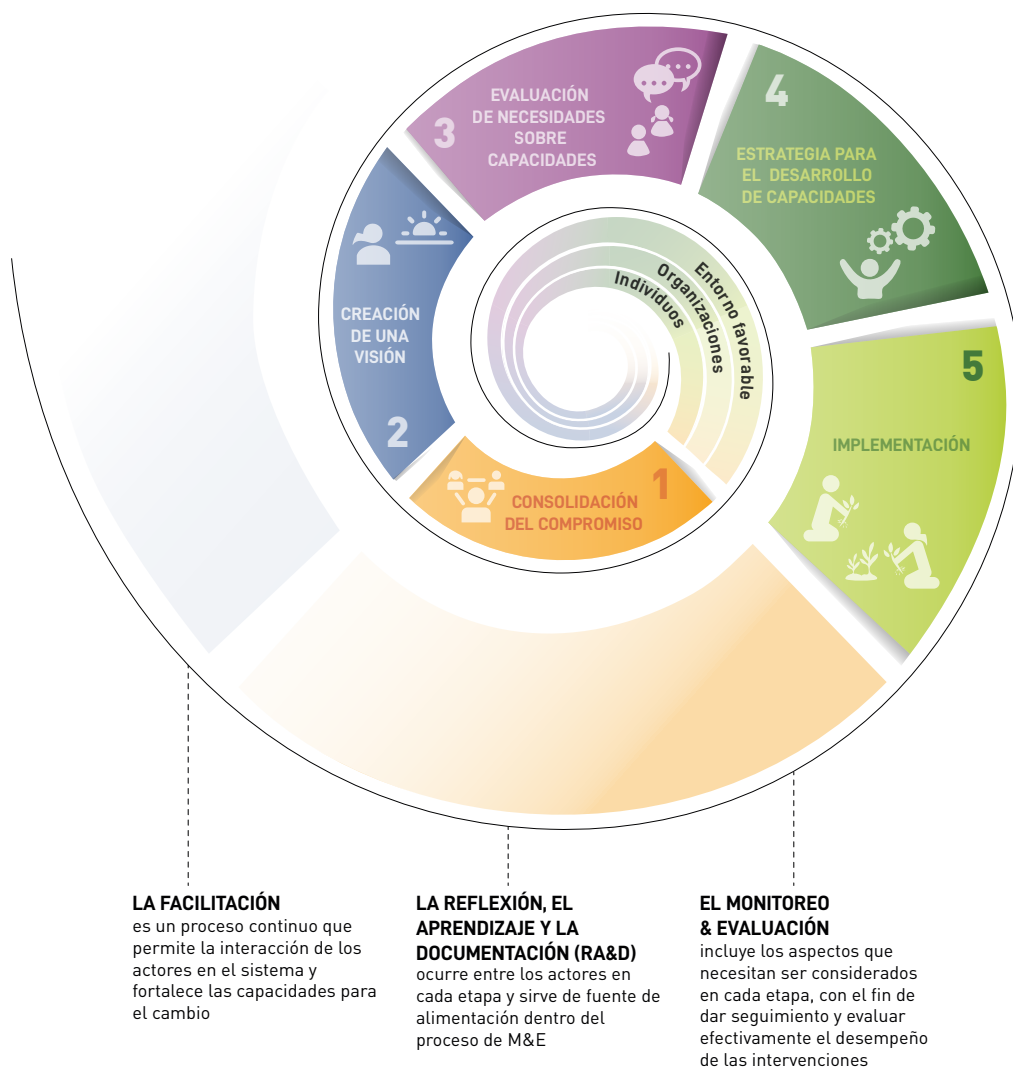 3
EVALUACIÓN
DE NECESIDADES
SOBRE
CAPACIDADES
4
ESTRATEGIA PARA
EL DESARROLLO
DE CAPACIDADES
CREACIÓN
DE UNA
VISIÓN
2
Individuos
Organizaciones
Entorno favorable
5
IMPLEMENTACIÓN
1
CONSOLIDACIÓN
DEL COMPROMISO
LA FACILITACIÓN
es un proceso continuo que
permite la interacción de los
actores en el sistema y
fortalece las capacidades para
el cambio
LA REFLEXIÓN, EL
APRENDIZAJE Y LA
DOCUMENTACIÓN (RA&D)
ocurre entre los actores en
cada etapa y sirve de fuente de
alimentación dentro del
proceso de M&E
EL MONITOREO
& EVALUACIÓN
incluye los aspectos que
necesitan ser considerados
en cada etapa, con el fin de
dar seguimiento y evaluar
efectivamente el desempeño
de las intervenciones